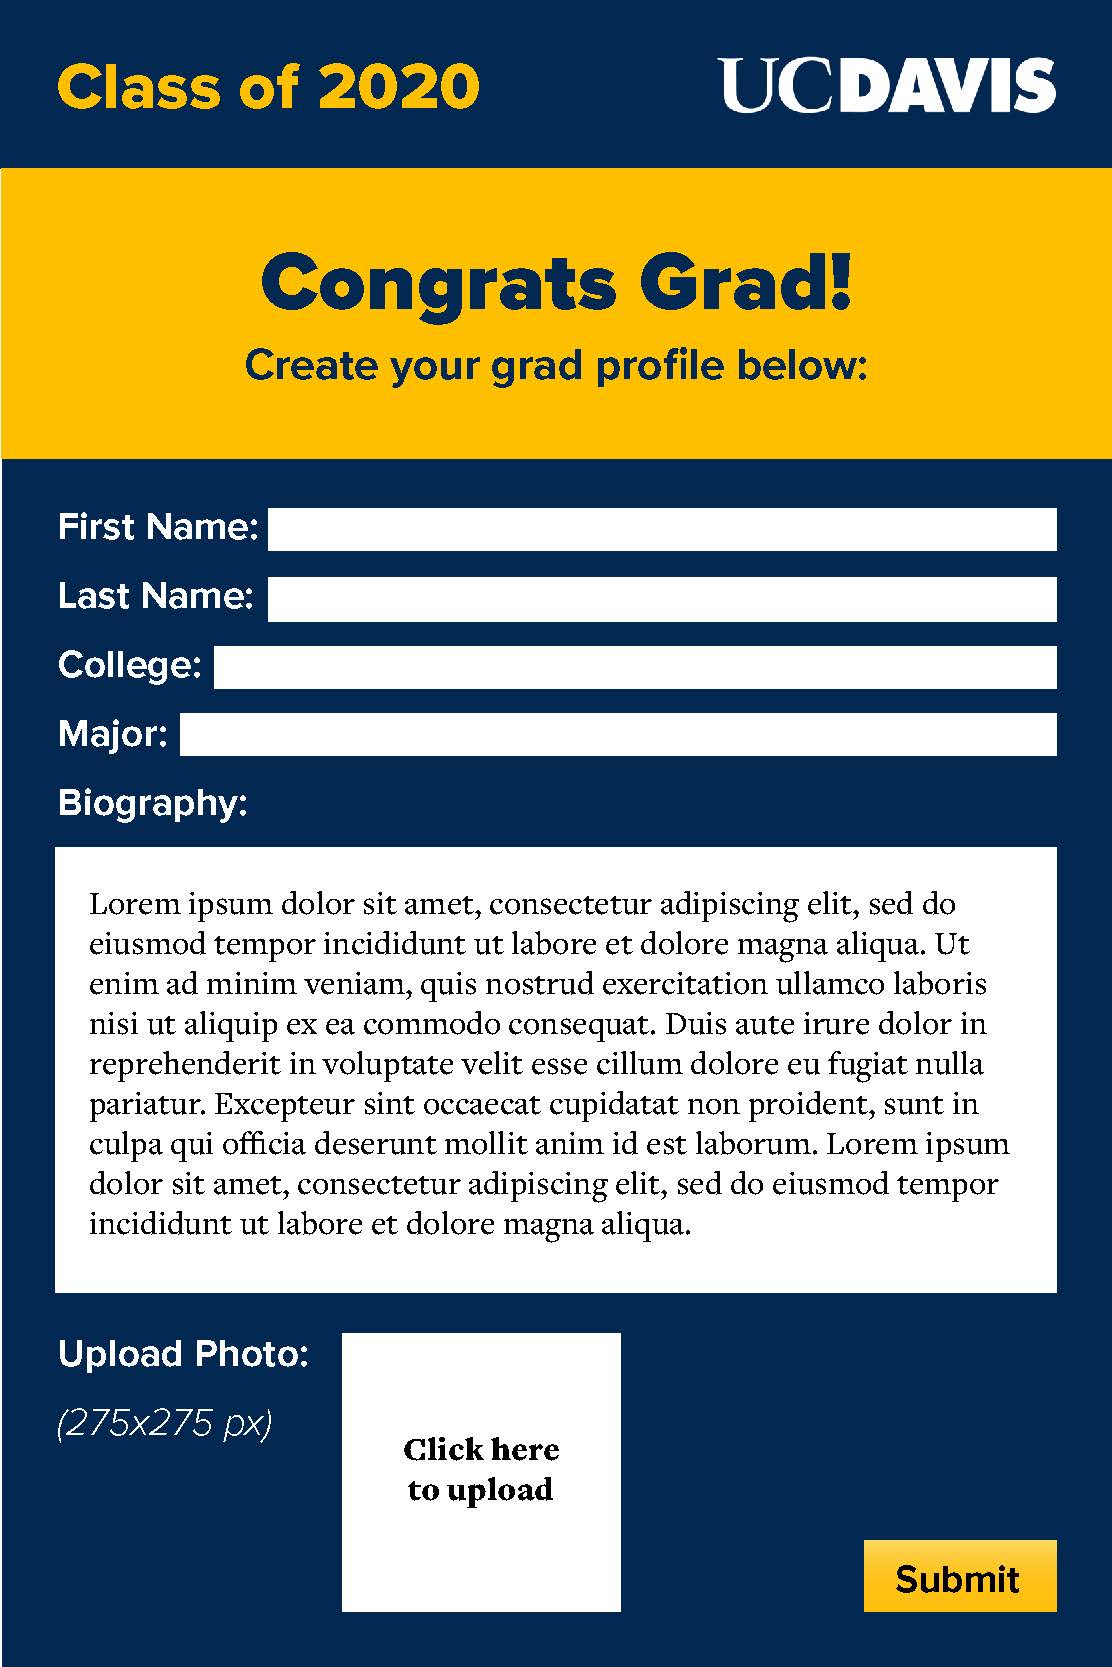 Class of 2020
UCDAVIS
Congrats Grad!
Create your grad profile below:
First Name:
Last Name:
College:
Major:
Biography:
Lorem ipsum dolor sit amet, consectetur adipiscing elit, sed do
eiusmod tempor incididunt ut labore et dolore magna aliqua. Ut
enim ad minim veniam, quis nostrud exercitation ullamco laboris
nisi ut aliquip ex ea commodo consequat. Duis aute irure dolor in
reprehenderit in voluptate velit esse cillum dolore eu fugiat nulla
pariatur. Excepteur sint occaecat cupidatat non proident, sunt in
culpa qui officia deserunt mollit anim id est laborum. Lorem ipsum
dolor sit amet, consectetur adipiscing elit, sed do eiusmod tempor
incididunt ut labore et dolore magna aliqua.
Upload Photo:
(275x275 px)
Click here
to upload
Submit